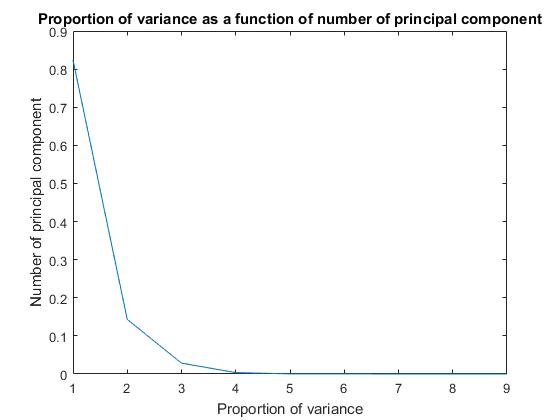 Proportion of variance as a function of number of principal component
0.9
0.8
0.7
0.6
0.5
0.4
0.3
0.2
0.1
0
Number of principal component
1 2 3 4 5 6 7 8 9
Proportion of variance